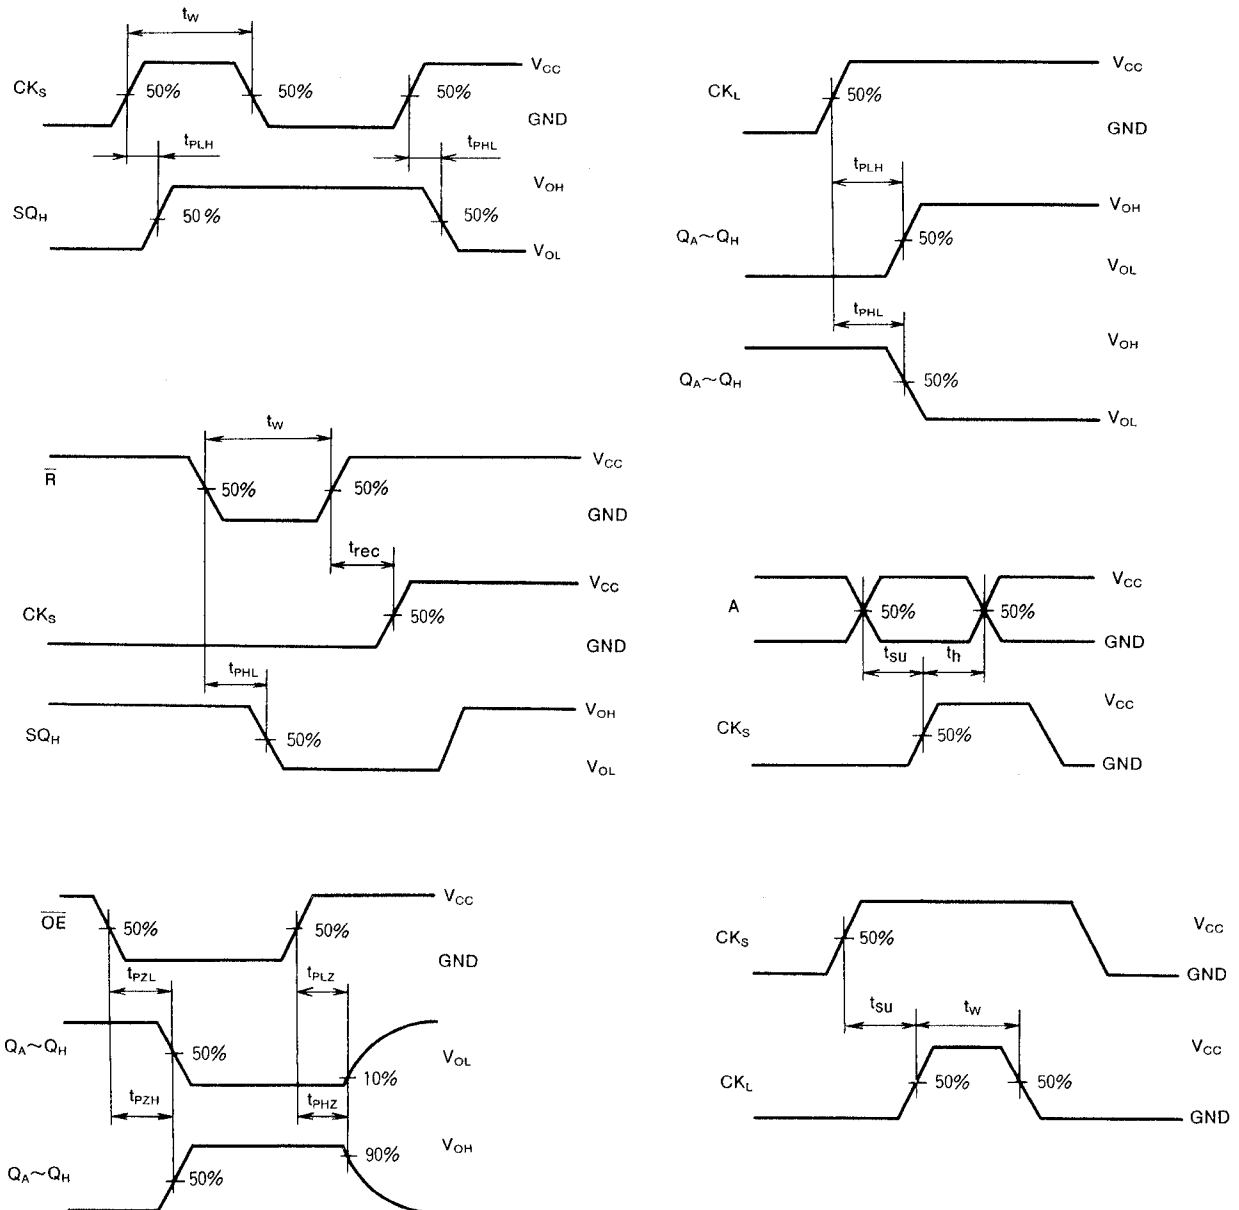 tw
CKS 50% 50% 50% VCC
GND
tPLH tPHL
SQH 50% 50% VOH
VOL
CKL 50% VCC
GND
tPLH
QA~QH 50% VOH
VOL
tPHL
QA~QH 50% VOH
VOL
tw
R̅ 50% 50% VCC
GND
trec
CKS 50% VCC
GND
tPHL
SQH 50% VOH
VOL
A 50% 50% VCC
GND
tsu th
CKS 50% VCC
GND
O̅E̅ 50% 50% VCC
GND
tPZL tPLZ
QA~QH 50% 10% VOL
tPZH tPHZ
QA~QH 50% 90% VOH
CKS 50% VCC
GND
tsu tw
CKL 50% 50% VCC
GND